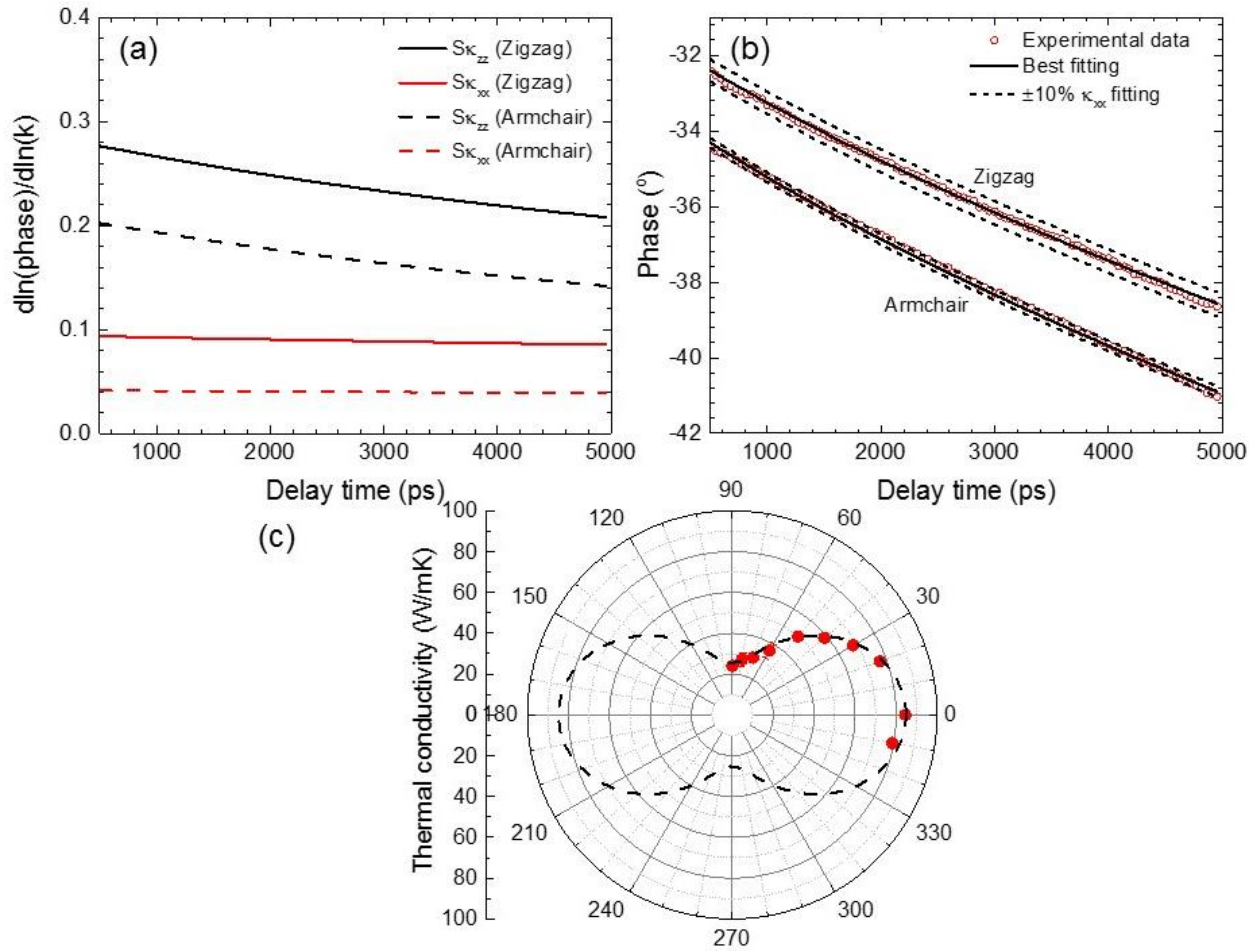 (a)
Sκzz (Zigzag)
Sκxx (Zigzag)
Sκzz (Armchair)
Sκxx (Armchair)
dln(phase)/dln(k)
0.4
0.3
0.2
0.1
0.0
1000 2000 3000 4000 5000
Delay time (ps)
(b)
Experimental data
Best fitting
±10% κxx fitting
Zigzag
Armchair
Phase (°)
-32
-34
-36
-38
-40
-42
1000 2000 3000 4000 5000
Delay time (ps)
(c)
Thermal conductivity (W/mK)
100
80
60
40
20
0
20
40
60
80
100
90
120
60
150
30
180
0
210
330
240
300
270